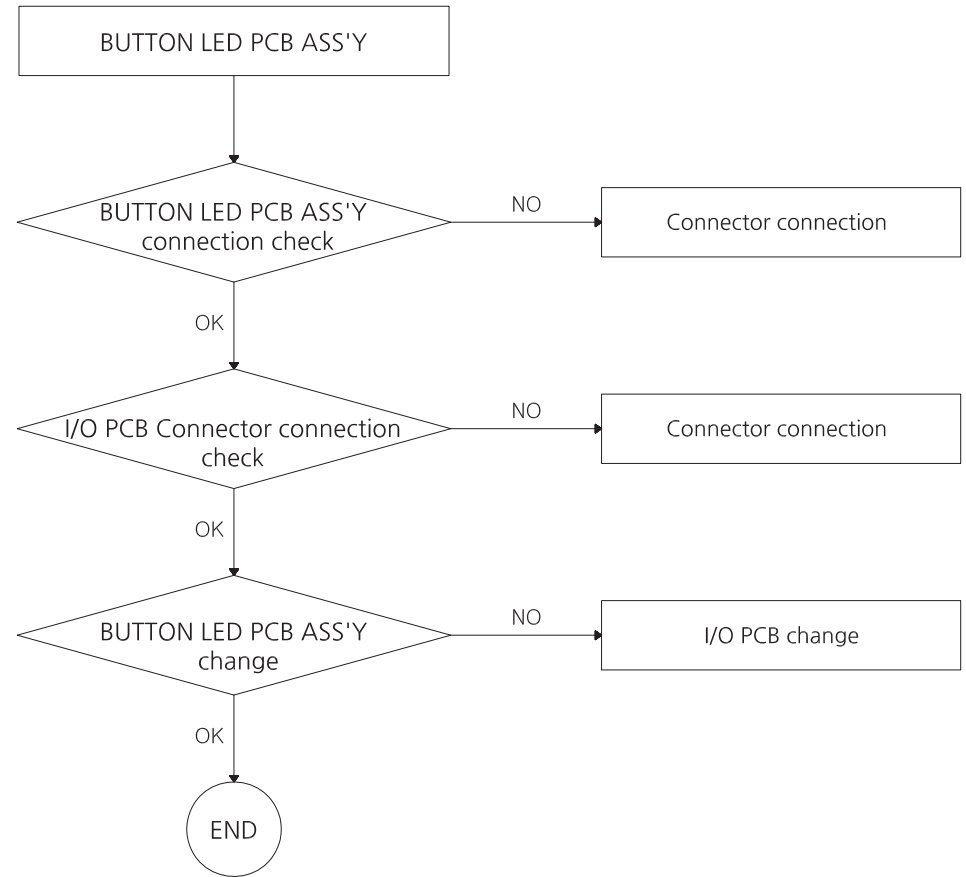 BUTTON LED PCB ASS'Y
BUTTON LED PCB ASS'Y
connection check
NO
Connector connection
OK
I/O PCB Connector connection
check
NO
Connector connection
OK
BUTTON LED PCB ASS'Y
change
NO
I/O PCB change
OK
END